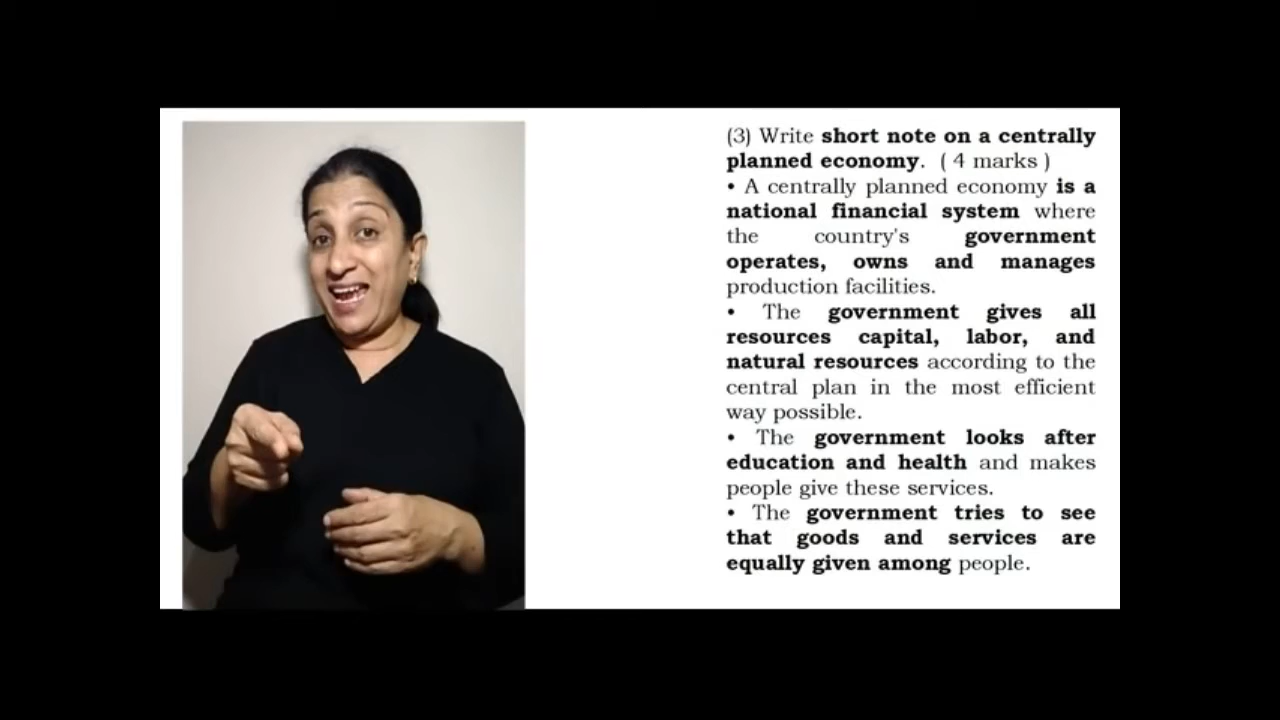 (3) Write short note on a centrally
planned economy. ( 4 marks )
• A centrally planned economy is a
national financial system where
the country's government
operates, owns and manages
production facilities.
• The government gives all
resources capital, labor, and
natural resources according to the
central plan in the most efficient
way possible.
• The government looks after
education and health and makes
people give these services.
• The government tries to see
that goods and services are
equally given among people.